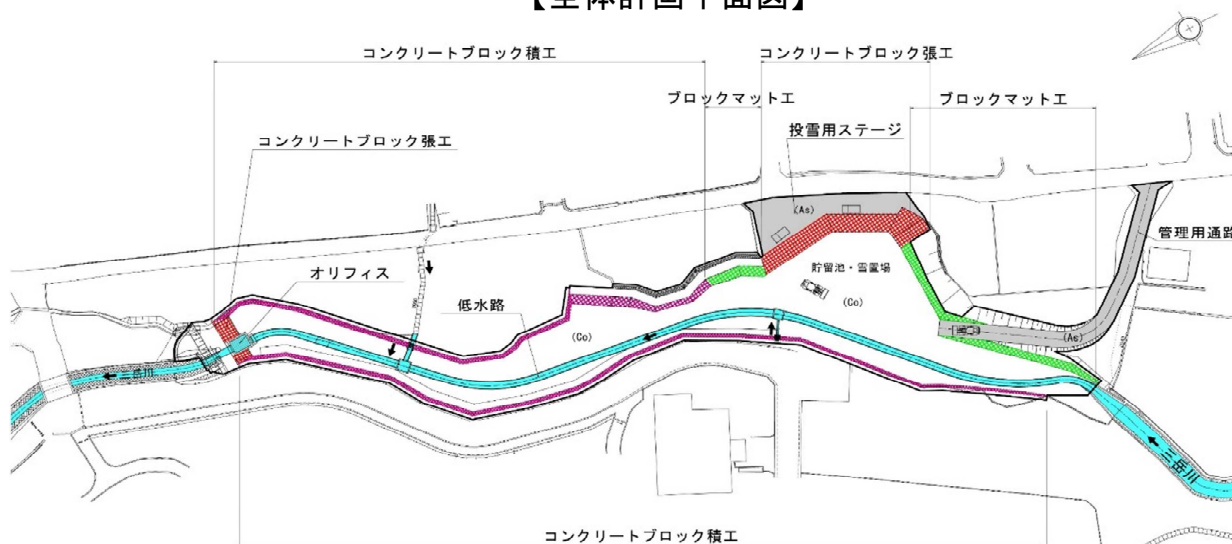 【全体計画平面図】
コンクリートブロック積工
コンクリートブロック張工
ブロックマット工
ブロックマット工
コンクリートブロック張工
投雪用ステージ
(As)
管理用通路
オリフィス
貯留池・雪置場
低水路
(Co)
(Co)
(As)
三岳川
コンクリートブロック積工